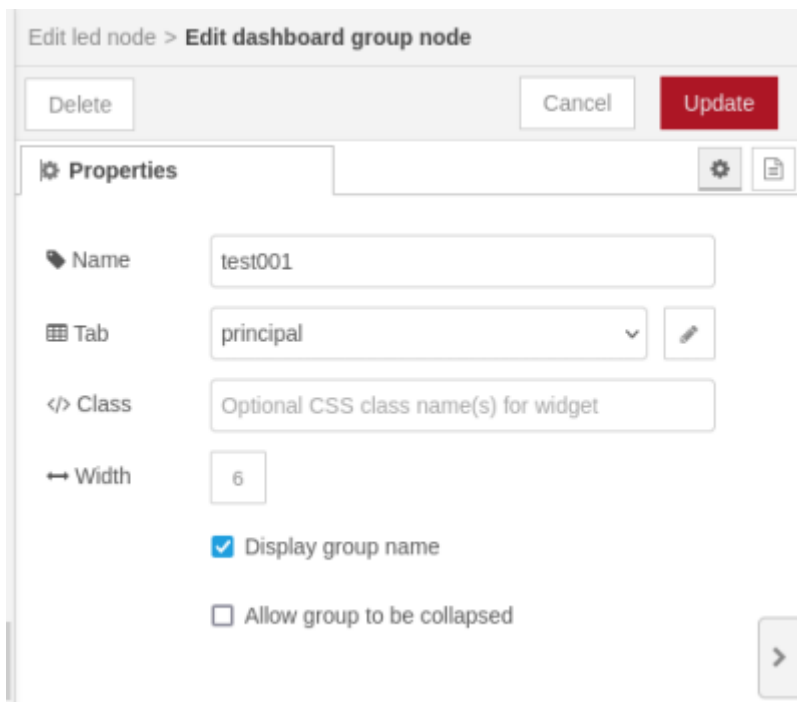 Edit led node > Edit dashboard group node
Delete Cancel Update
Properties
Name test001
Tab principal
</> Class Optional CSS class name(s) for widget
Width 6
Display group name
Allow group to be collapsed